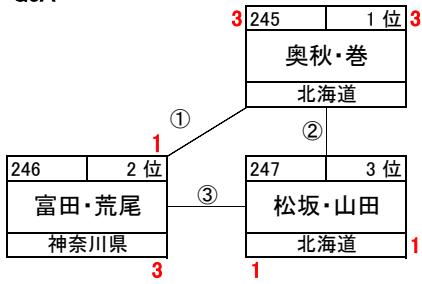 3 245 1位 3
奥秋・巻
北海道
①
②
1
246 2位
247 3位
富田・荒尾
③
松坂・山田
神奈川県
北海道 1
3
1